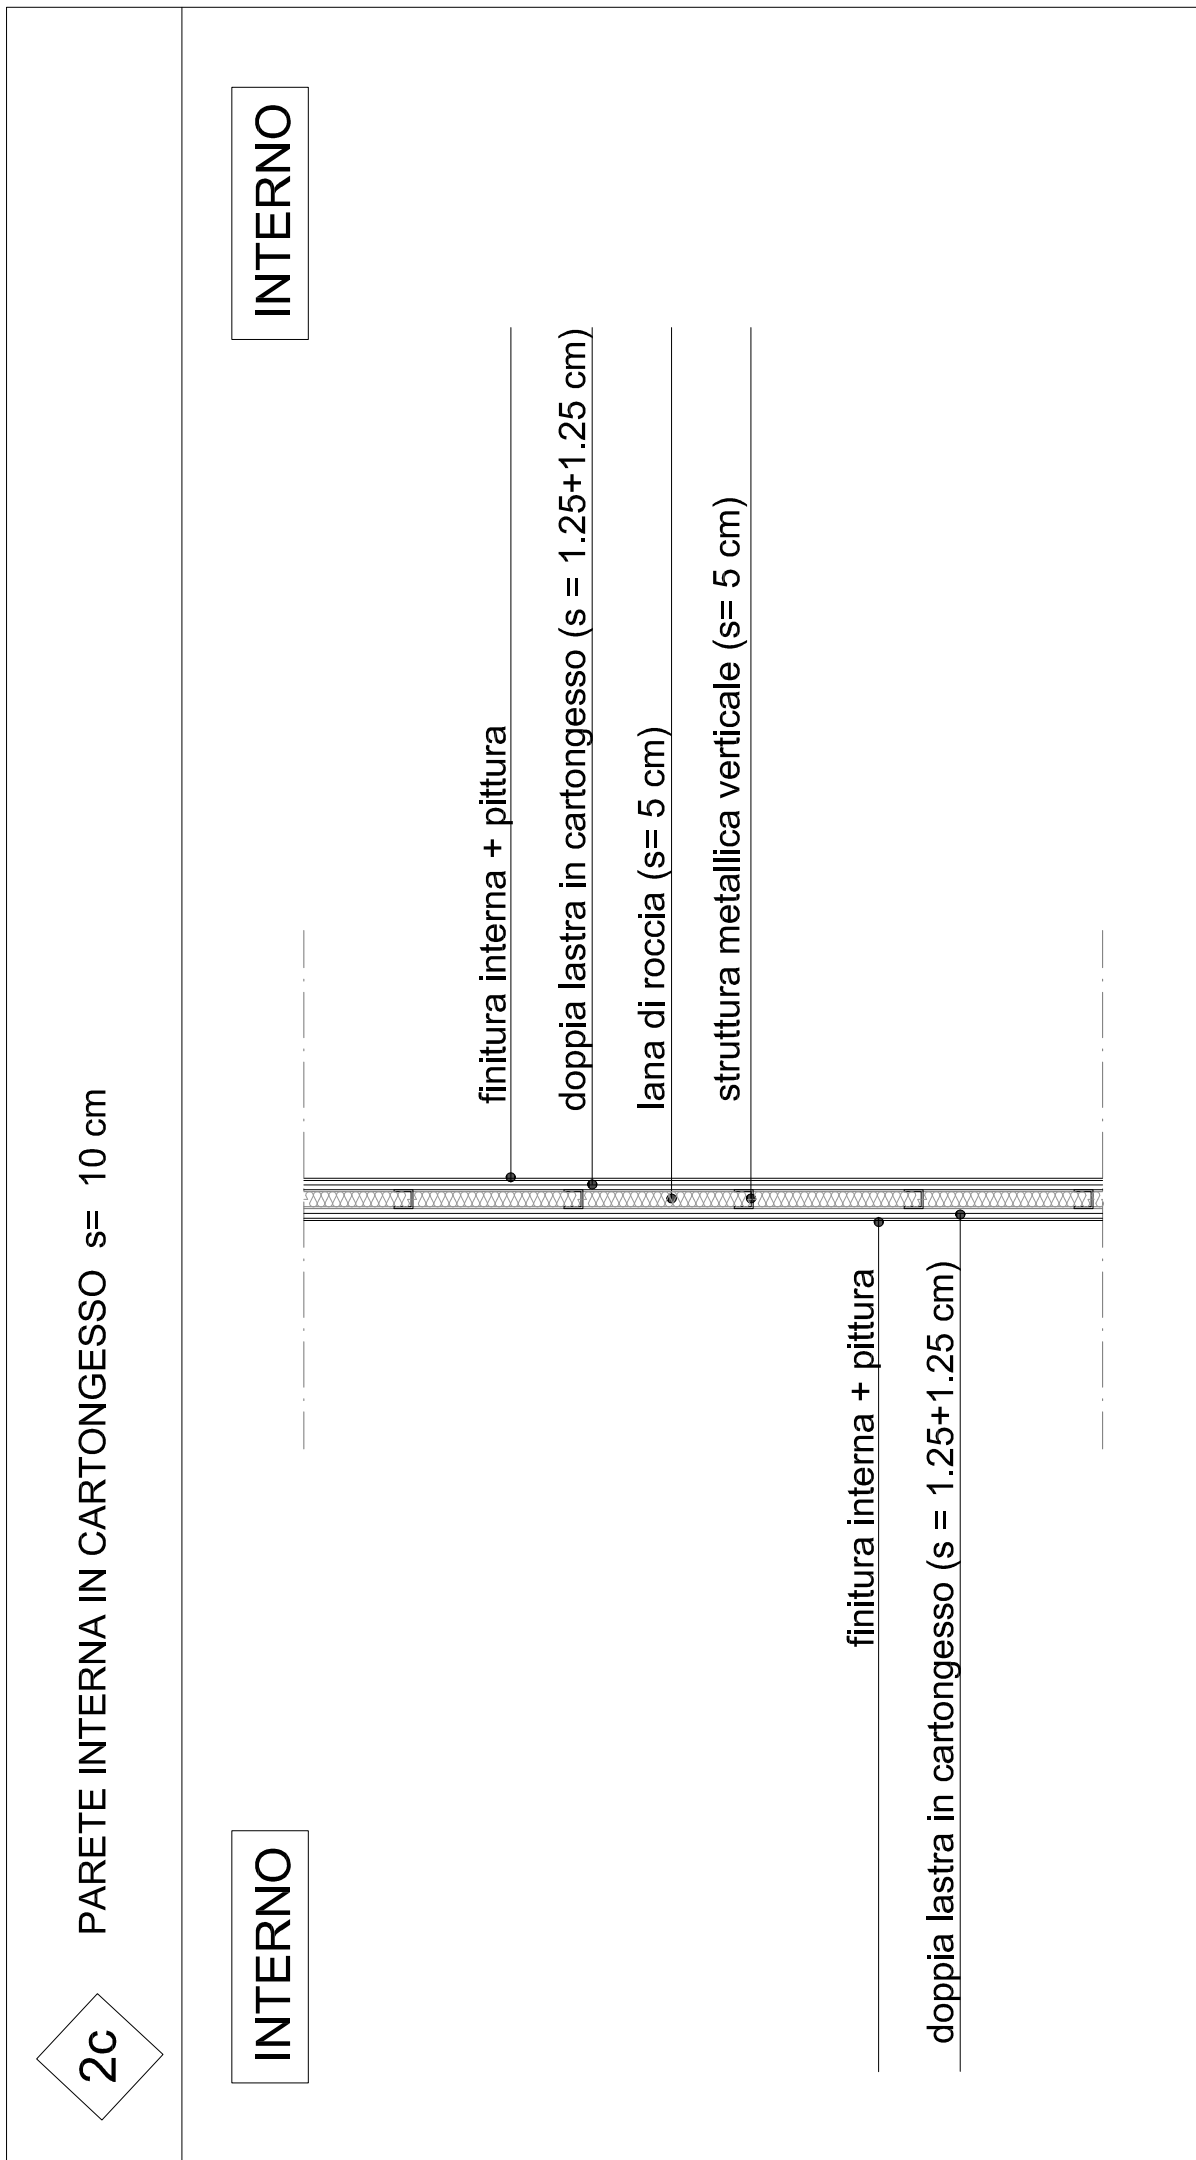 2c
PARETE INTERNA IN CARTONGESSO s= 10 cm
INTERNO
INTERNO
finitura interna + pittura
doppia lastra in cartongesso (s = 1.25+1.25 cm)
lana di roccia (s= 5 cm)
struttura metallica verticale (s= 5 cm)
finitura interna + pittura
doppia lastra in cartongesso (s = 1.25+1.25 cm)